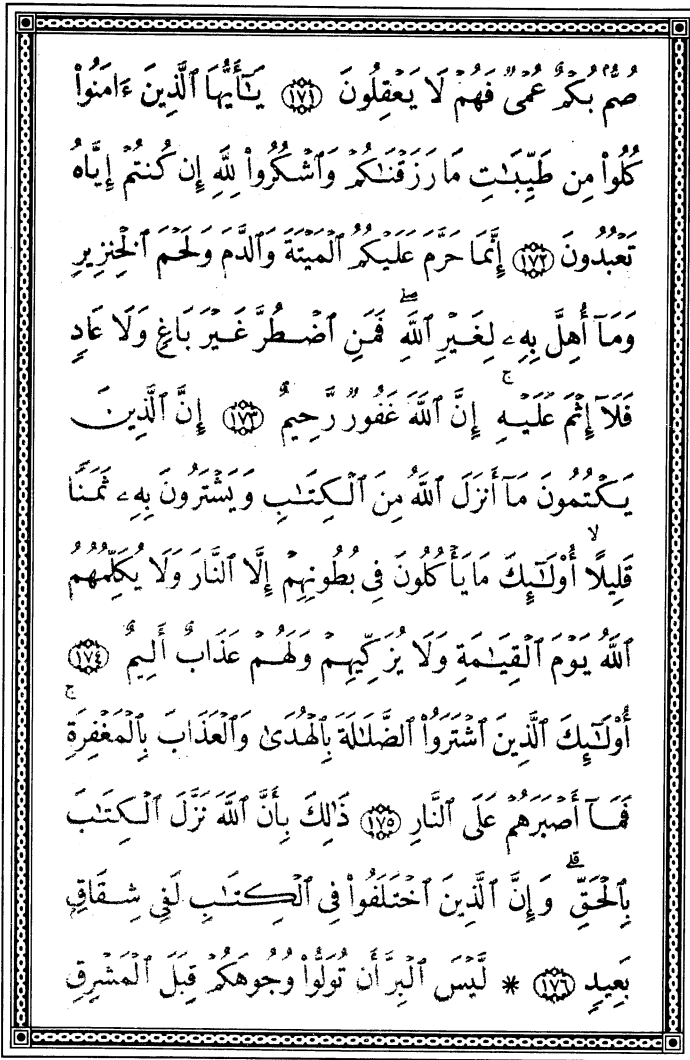 صُمُّۢ بُكْمٌ عُمْىٌ فَهُمْ لَا يَعْقِلُونَ ١٧١ يَـٰٓأَيُّهَا ٱلَّذِينَ ءَامَنُوا۟
كُلُوا۟ مِن طَيِّبَـٰتِ مَا رَزَقْنَـٰكُمْ وَٱشْكُرُوا۟ لِلَّهِ إِن كُنتُمْ إِيَّاهُ
تَعْبُدُونَ ١٧٢ إِنَّمَا حَرَّمَ عَلَيْكُمُ ٱلْمَيْتَةَ وَٱلدَّمَ وَلَحْمَ ٱلْخِنزِيرِ
وَمَآ أُهِلَّ بِهِۦ لِغَيْرِ ٱللَّهِ ۖ فَمَنِ ٱضْطُرَّ غَيْرَ بَاغٍ وَلَا عَادٍ
فَلَآ إِثْمَ عَلَيْهِ ۚ إِنَّ ٱللَّهَ غَفُورٌ رَّحِيمٌ ١٧٣ إِنَّ ٱلَّذِينَ
يَكْتُمُونَ مَآ أَنزَلَ ٱللَّهُ مِنَ ٱلْكِتَـٰبِ وَيَشْتَرُونَ بِهِۦ ثَمَنًا
قَلِيلًا ۙ أُو۟لَـٰٓئِكَ مَا يَأْكُلُونَ فِى بُطُونِهِمْ إِلَّا ٱلنَّارَ وَلَا يُكَلِّمُهُمُ
ٱللَّهُ يَوْمَ ٱلْقِيَـٰمَةِ وَلَا يُزَكِّيهِمْ وَلَهُمْ عَذَابٌ أَلِيمٌ ١٧٤
أُو۟لَـٰٓئِكَ ٱلَّذِينَ ٱشْتَرَوُا۟ ٱلضَّلَـٰلَةَ بِٱلْهُدَىٰ وَٱلْعَذَابَ بِٱلْمَغْفِرَةِ ۚ
فَمَآ أَصْبَرَهُمْ عَلَى ٱلنَّارِ ١٧٥ ذَٰلِكَ بِأَنَّ ٱللَّهَ نَزَّلَ ٱلْكِتَـٰبَ
بِٱلْحَقِّ ۗ وَإِنَّ ٱلَّذِينَ ٱخْتَلَفُوا۟ فِى ٱلْكِتَـٰبِ لَفِى شِقَاقٍۭ
بَعِيدٍ ١٧٦ * لَّيْسَ ٱلْبِرَّ أَن تُوَلُّوا۟ وُجُوهَكُمْ قِبَلَ ٱلْمَشْرِقِ